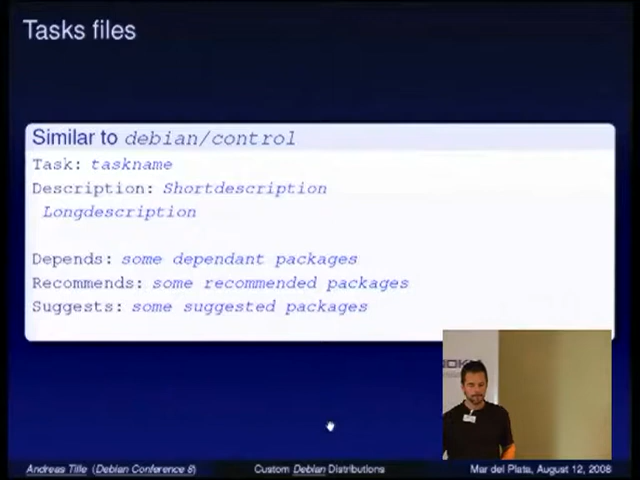 Tasks files
Similar to debian/control
Task: taskname
Description: Shortdescription
Longdescription
Depends: some dependant packages
Recommends: some recommended packages
Suggests: some suggested packages
Andreas Tille (Debian Conference 8)
Custom Debian Distributions
Mar del Plata, August 12, 2008